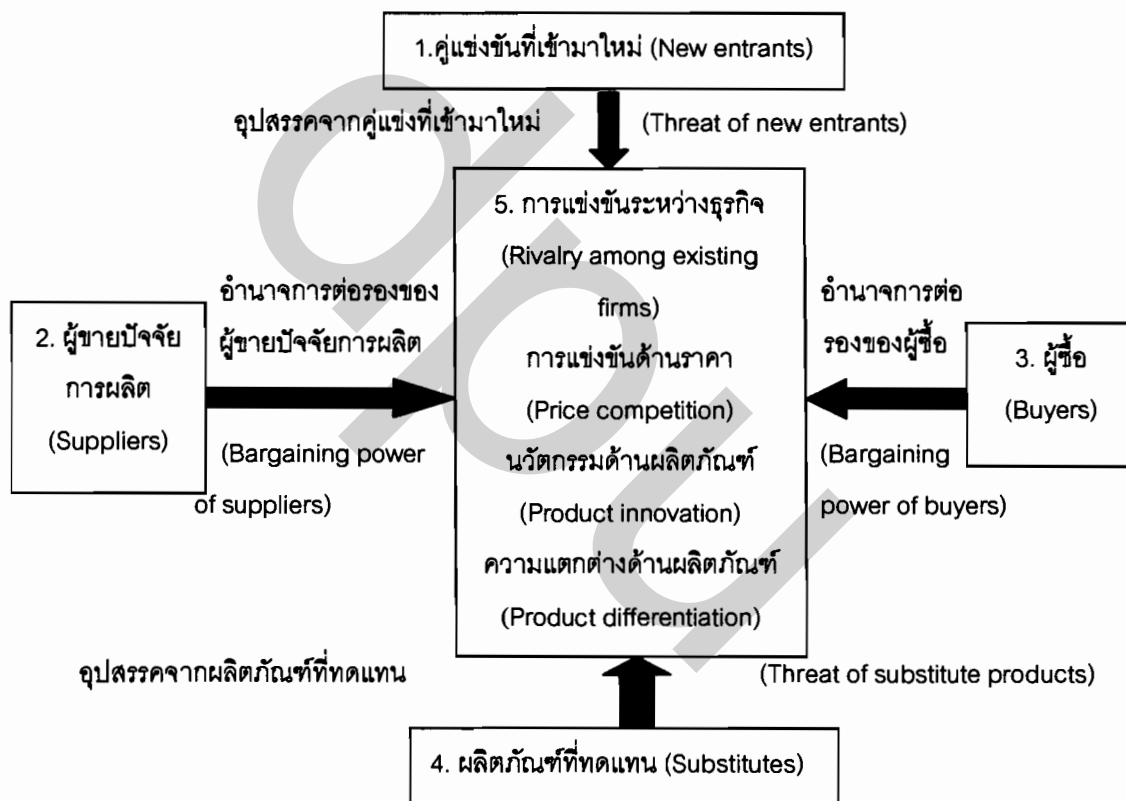 1.คู่แข่งขันที่เข้ามาใหม่ (New entrants)
อุปสรรคจากคู่แข่งที่เข้ามาใหม่
(Threat of new entrants)
5. การแข่งขันระหว่างธุรกิจ
(Rivalry among existing
firms)
การแข่งขันด้านราคา
(Price competition)
นวัตกรรมด้านผลิตภัณฑ์
(Product innovation)
ความแตกต่างด้านผลิตภัณฑ์
(Product differentiation)
2. ผู้ขายปัจจัย
การผลิต
(Suppliers)
อำนาจการต่อรองของ
ผู้ขายปัจจัยการผลิต
(Bargaining power
of suppliers)
อำนาจการต่อ
รองของผู้ซื้อ
(Bargaining
power of buyers)
3. ผู้ซื้อ
(Buyers)
อุปสรรคจากผลิตภัณฑ์ที่ทดแทน
(Threat of substitute products)
4. ผลิตภัณฑ์ที่ทดแทน (Substitutes)
dpu